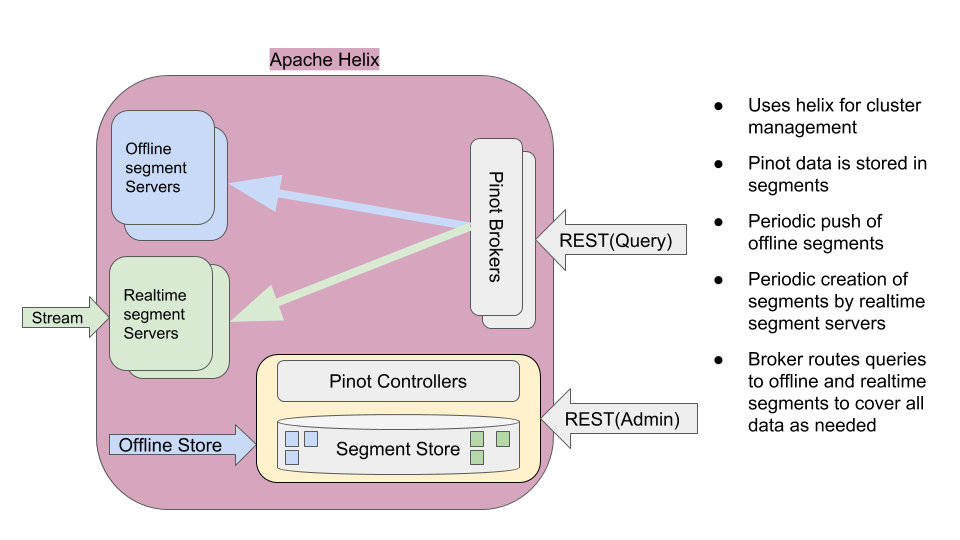 Apache Helix
Offline
segment
Servers
Pinot Brokers
REST(Query)
Realtime
segment
Servers
Stream
Pinot Controllers
REST(Admin)
Offline Store
Segment Store
● Uses helix for cluster
management
● Pinot data is stored in
segments
● Periodic push of
offline segments
● Periodic creation of
segments by realtime
segment servers
● Broker routes queries
to offline and realtime
segments to cover all
data as needed